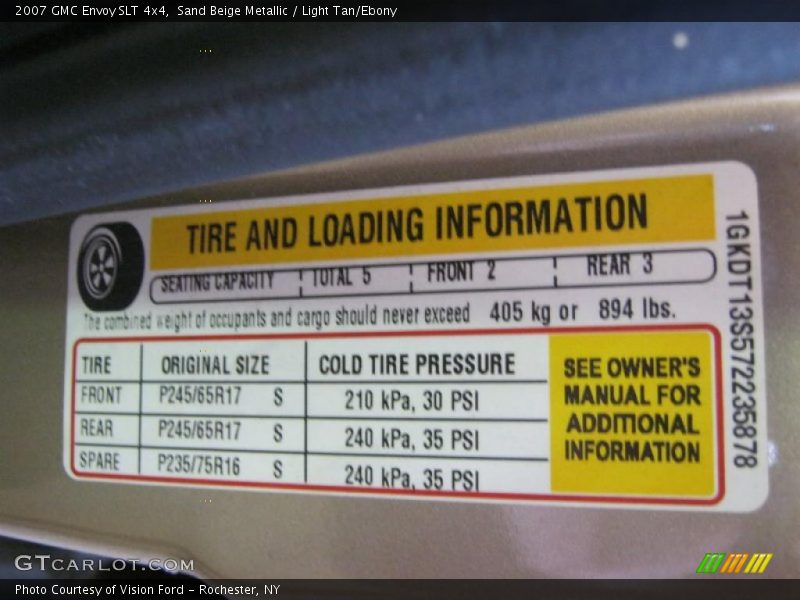 2007 GMC Envoy SLT 4x4, Sand Beige Metallic / Light Tan/Ebony
TIRE AND LOADING INFORMATION
SEATING CAPACITY TOTAL 5 FRONT 2 REAR 3
The combined weight of occupants and cargo should never exceed 405 kg or 894 lbs.
TIRE ORIGINAL SIZE COLD TIRE PRESSURE
FRONT P245/65R17 S 210 kPa, 30 PSI
REAR P245/65R17 S 240 kPa, 35 PSI
SPARE P235/75R16 S 240 kPa, 35 PSI
SEE OWNER'S
MANUAL FOR
ADDITIONAL
INFORMATION
1GKDT13S572235878
GTCARLOT.COM
Photo Courtesy of Vision Ford - Rochester, NY